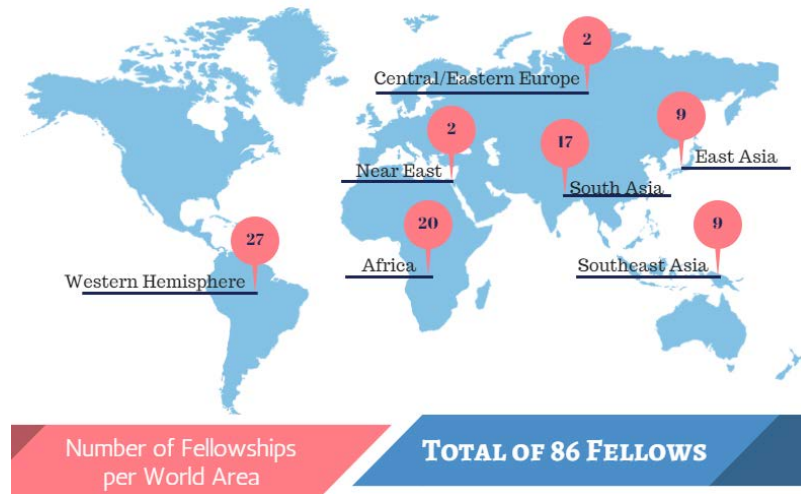 2
Central/Eastern Europe
2
Near East
17
South Asia
9
East Asia
27
Western Hemisphere
20
Africa
9
Southeast Asia
Number of Fellowships
per World Area
TOTAL OF 86 FELLOWS